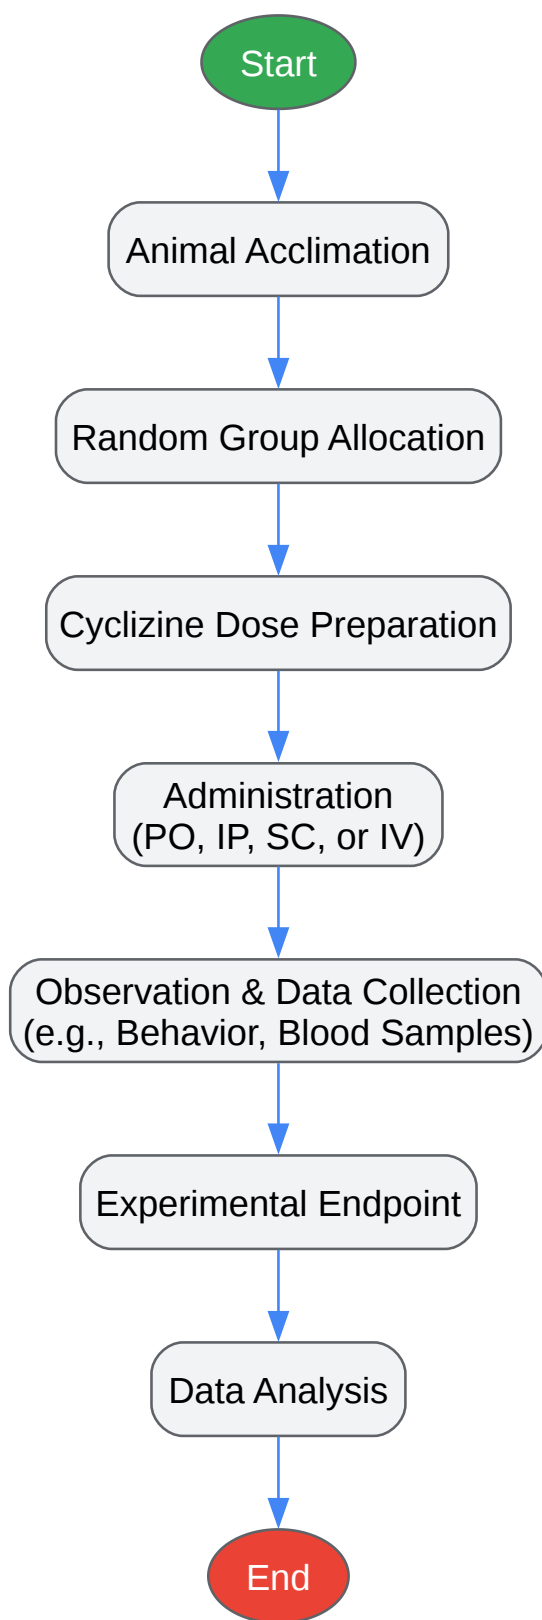 Start
Animal Acclimation
Random Group Allocation
Cyclizine Dose Preparation
Administration
(PO, IP, SC, or IV)
Observation & Data Collection
(e.g., Behavior, Blood Samples)
Experimental Endpoint
Data Analysis
End